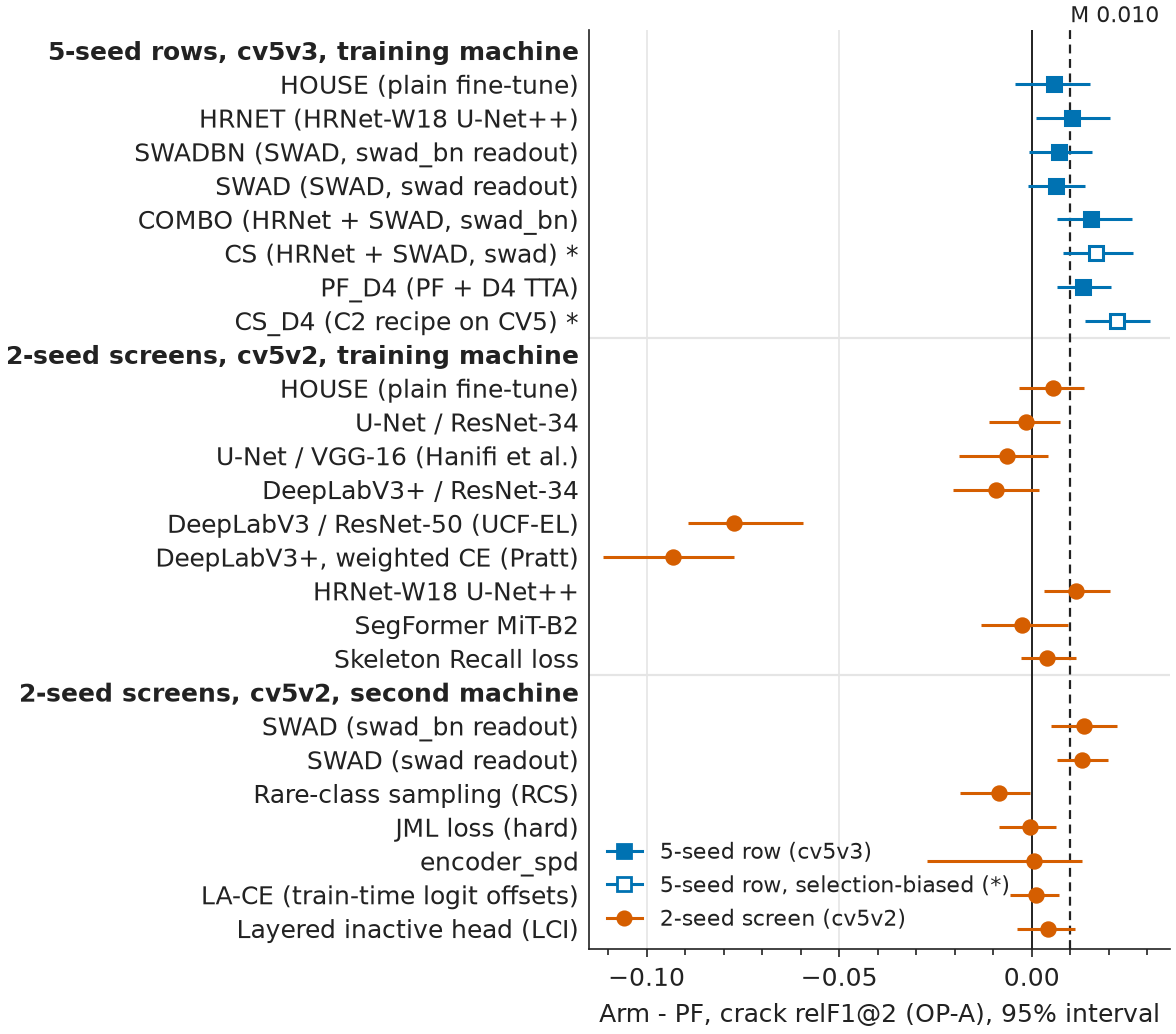 M 0.010
5-seed rows, cv5v3, training machine
HOUSE (plain fine-tune)
HRNET (HRNet-W18 U-Net++)
SWADBN (SWAD, swad_bn readout)
SWAD (SWAD, swad readout)
COMBO (HRNet + SWAD, swad_bn)
CS (HRNet + SWAD, swad) *
PF_D4 (PF + D4 TTA)
CS_D4 (C2 recipe on CV5) *
2-seed screens, cv5v2, training machine
HOUSE (plain fine-tune)
U-Net / ResNet-34
U-Net / VGG-16 (Hanifi et al.)
DeepLabV3+ / ResNet-34
DeepLabV3 / ResNet-50 (UCF-EL)
DeepLabV3+, weighted CE (Pratt)
HRNet-W18 U-Net++
SegFormer MiT-B2
Skeleton Recall loss
2-seed screens, cv5v2, second machine
SWAD (swad_bn readout)
SWAD (swad readout)
Rare-class sampling (RCS)
JML loss (hard)
encoder_spd
LA-CE (train-time logit offsets)
Layered inactive head (LCI)
5-seed row (cv5v3)
5-seed row, selection-biased (*)
2-seed screen (cv5v2)
−0.10 −0.05 0.00
Arm - PF, crack relF1@2 (OP-A), 95% interval